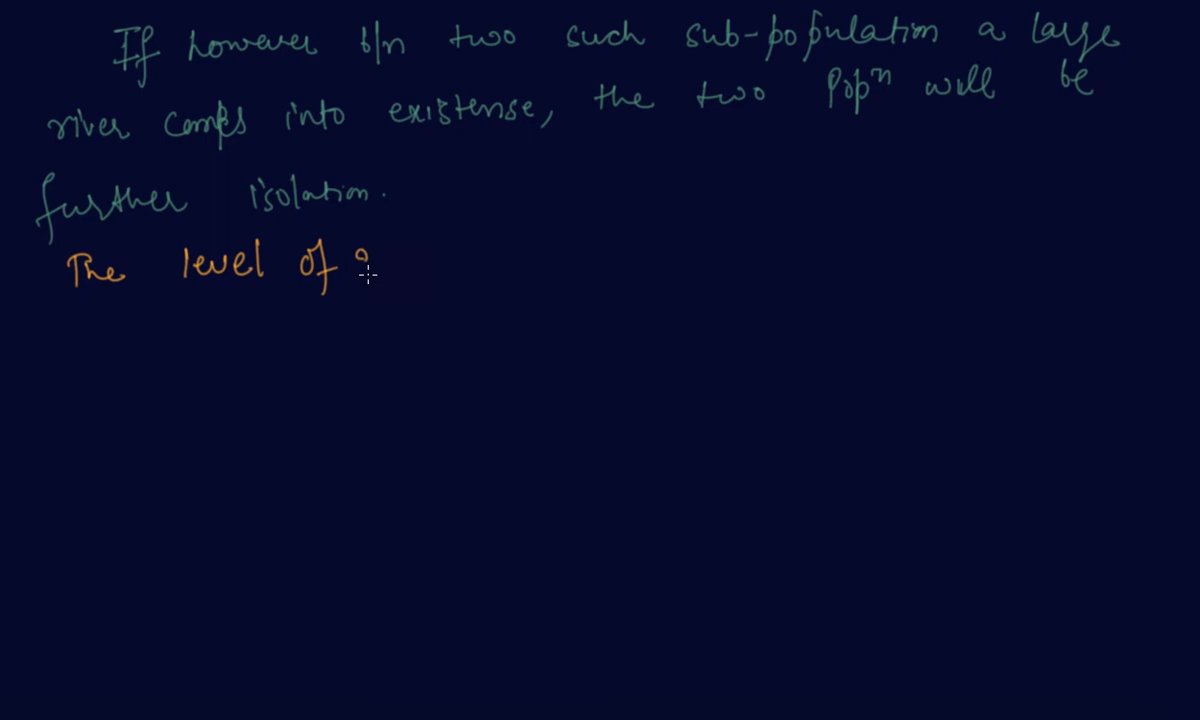 If however b/n two such sub-population a large
river comes into existense, the two popⁿ will be
further isolation.
The level of